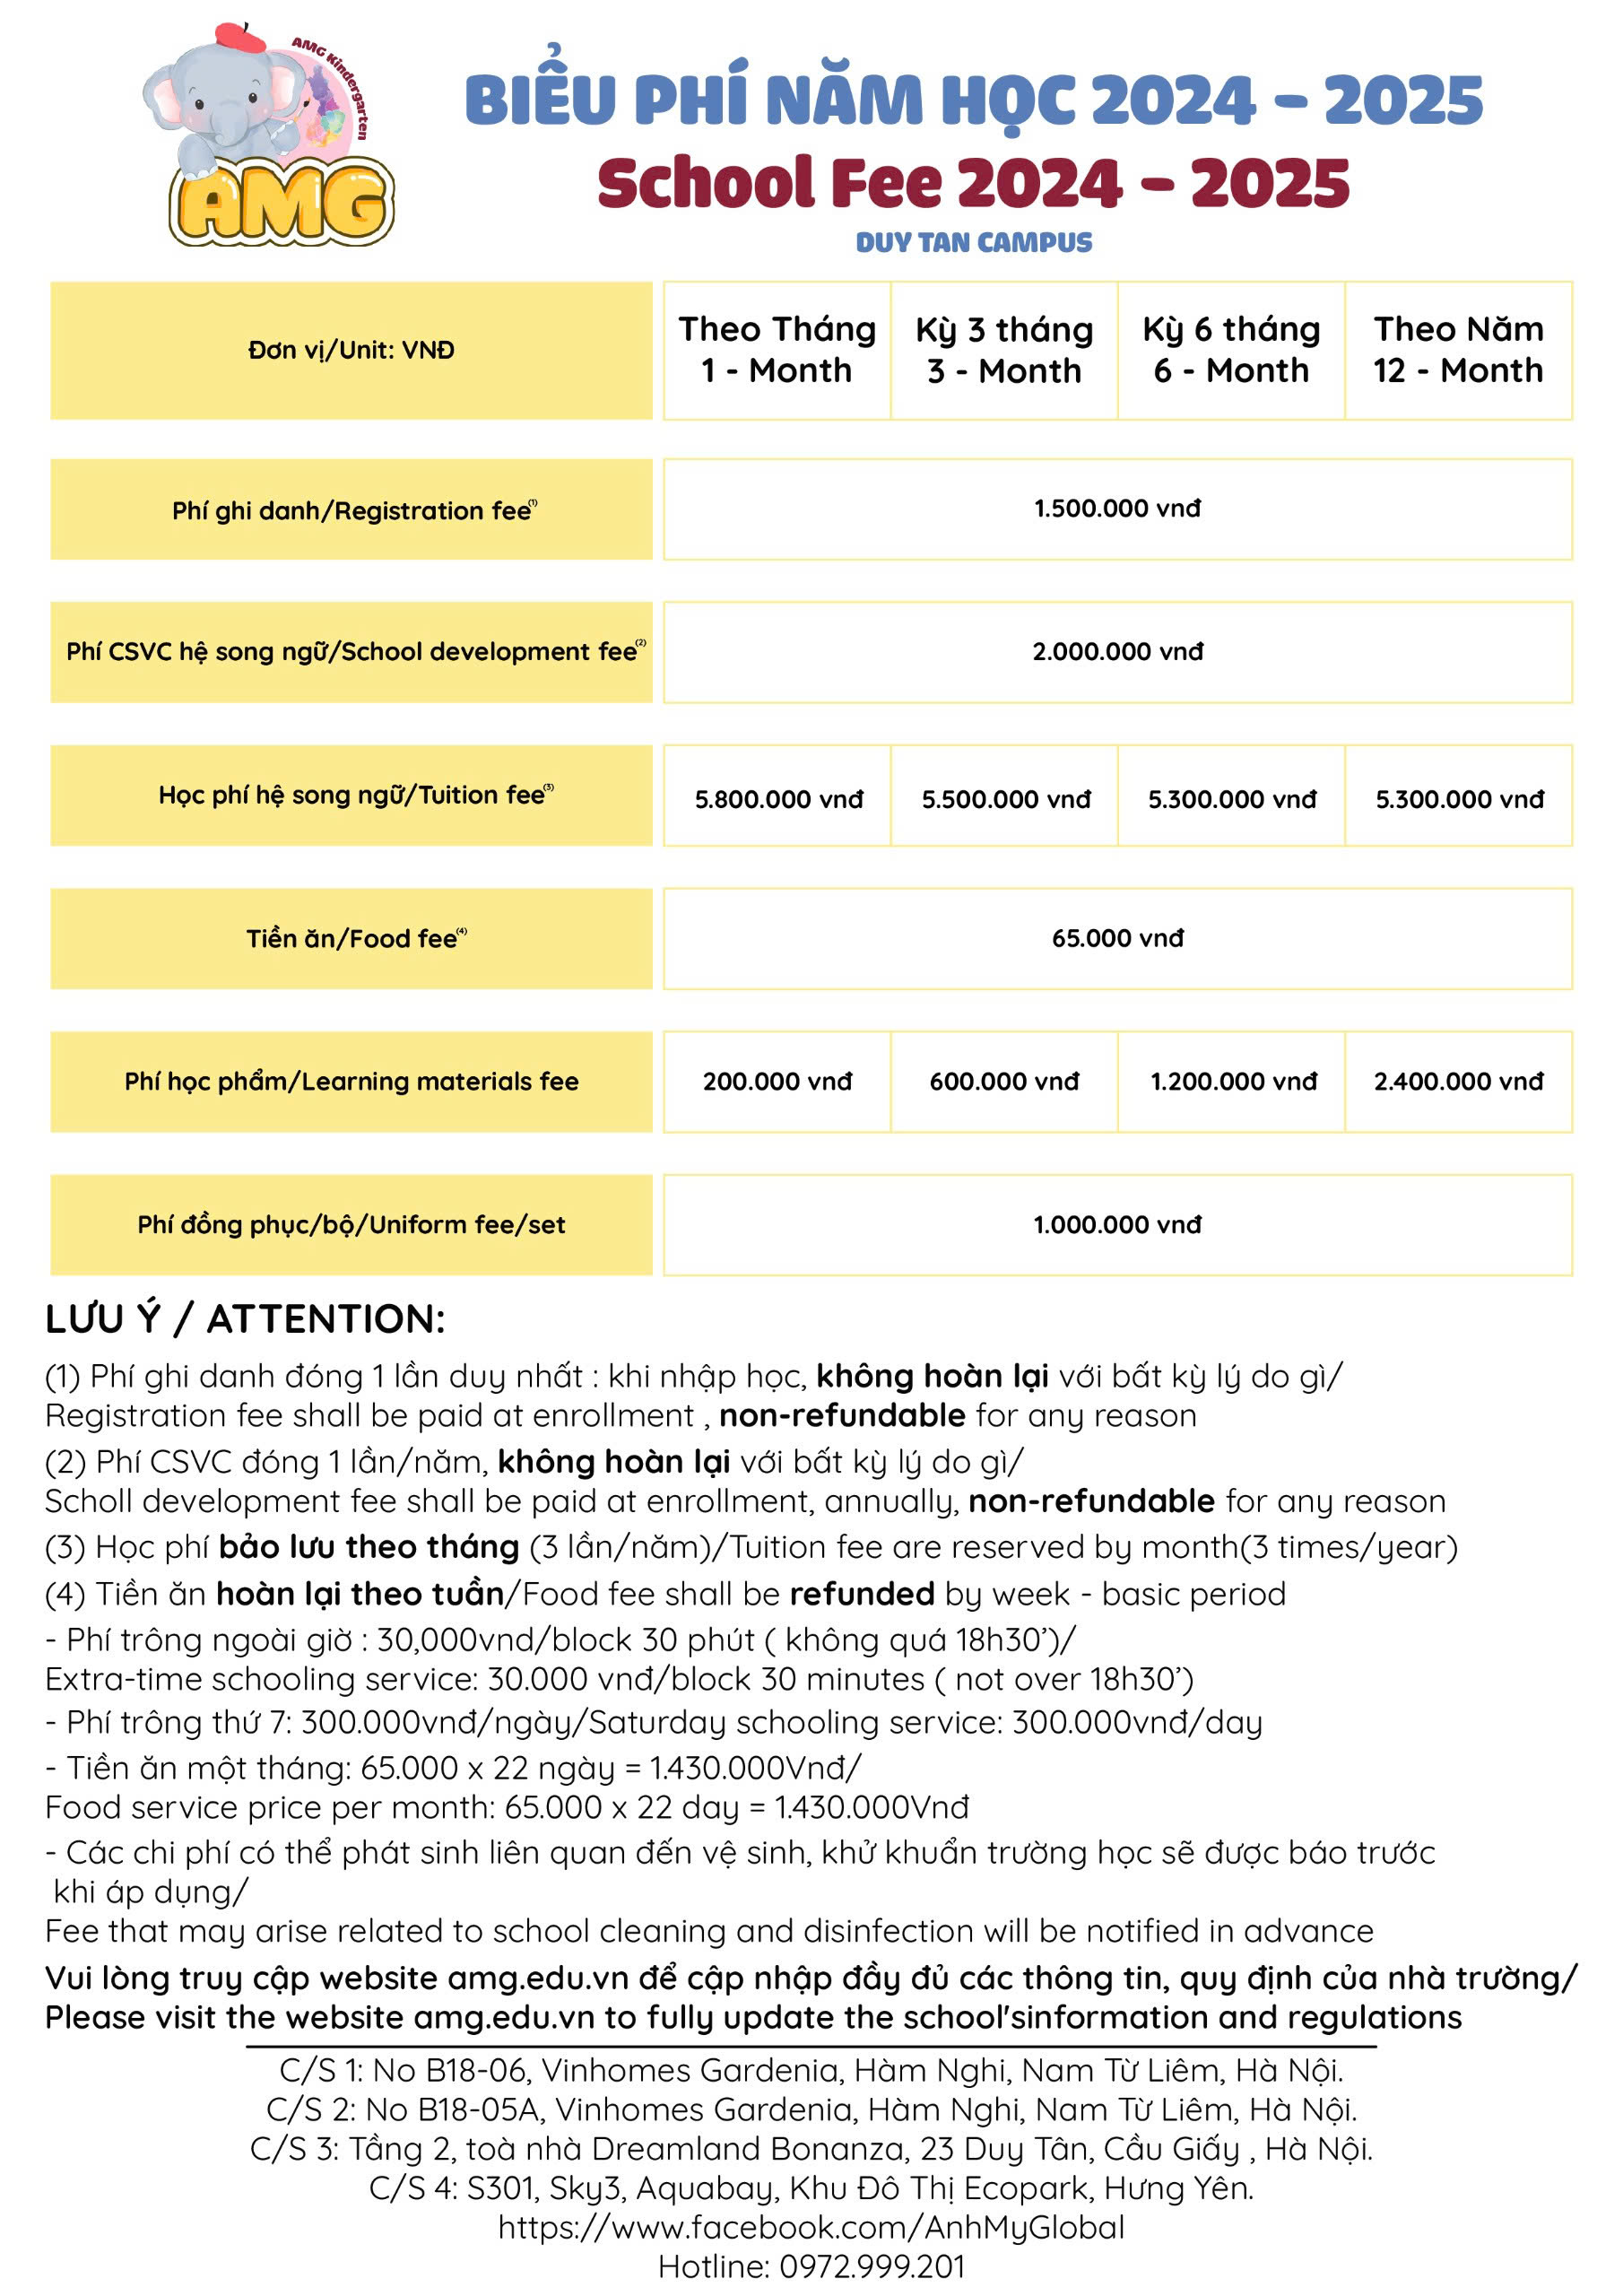 AMG Kindergarten
AMG
BIỂU PHÍ NĂM HỌC 2024 - 2025
School Fee 2024 - 2025
DUY TAN CAMPUS
Đơn vị/Unit: VNĐ
Theo Tháng
1 - Month
Kỳ 3 tháng
3 - Month
Kỳ 6 tháng
6 - Month
Theo Năm
12 - Month
Phí ghi danh/Registration fee(1)
1.500.000 vnđ
Phí CSVC hệ song ngữ/School development fee(2)
2.000.000 vnđ
Học phí hệ song ngữ/Tuition fee(3)
5.800.000 vnđ
5.500.000 vnđ
5.300.000 vnđ
5.300.000 vnđ
Tiền ăn/Food fee(4)
65.000 vnđ
Phí học phẩm/Learning materials fee
200.000 vnđ
600.000 vnđ
1.200.000 vnđ
2.400.000 vnđ
Phí đồng phục/bộ/Uniform fee/set
1.000.000 vnđ
LƯU Ý / ATTENTION:
(1) Phí ghi danh đóng 1 lần duy nhất : khi nhập học, không hoàn lại với bất kỳ lý do gì/
Registration fee shall be paid at enrollment , non-refundable for any reason
(2) Phí CSVC đóng 1 lần/năm, không hoàn lại với bất kỳ lý do gì/
Scholl development fee shall be paid at enrollment, annually, non-refundable for any reason
(3) Học phí bảo lưu theo tháng (3 lần/năm)/Tuition fee are reserved by month(3 times/year)
(4) Tiền ăn hoàn lại theo tuần/Food fee shall be refunded by week - basic period
- Phí trông ngoài giờ : 30,000vnd/block 30 phút ( không quá 18h30’)/
Extra-time schooling service: 30.000 vnđ/block 30 minutes ( not over 18h30’)
- Phí trông thứ 7: 300.000vnđ/ngày/Saturday schooling service: 300.000vnđ/day
- Tiền ăn một tháng: 65.000 x 22 ngày = 1.430.000Vnđ/
Food service price per month: 65.000 x 22 day = 1.430.000Vnđ
- Các chi phí có thể phát sinh liên quan đến vệ sinh, khử khuẩn trường học sẽ được báo trước
khi áp dụng/
Fee that may arise related to school cleaning and disinfection will be notified in advance
Vui lòng truy cập website amg.edu.vn để cập nhập đầy đủ các thông tin, quy định của nhà trường/
Please visit the website amg.edu.vn to fully update the school'sinformation and regulations
C/S 1: No B18-06, Vinhomes Gardenia, Hàm Nghi, Nam Từ Liêm, Hà Nội.
C/S 2: No B18-05A, Vinhomes Gardenia, Hàm Nghi, Nam Từ Liêm, Hà Nội.
C/S 3: Tầng 2, toà nhà Dreamland Bonanza, 23 Duy Tân, Cầu Giấy , Hà Nội.
C/S 4: S301, Sky3, Aquabay, Khu Đô Thị Ecopark, Hưng Yên.
https://www.facebook.com/AnhMyGlobal
Hotline: 0972.999.201